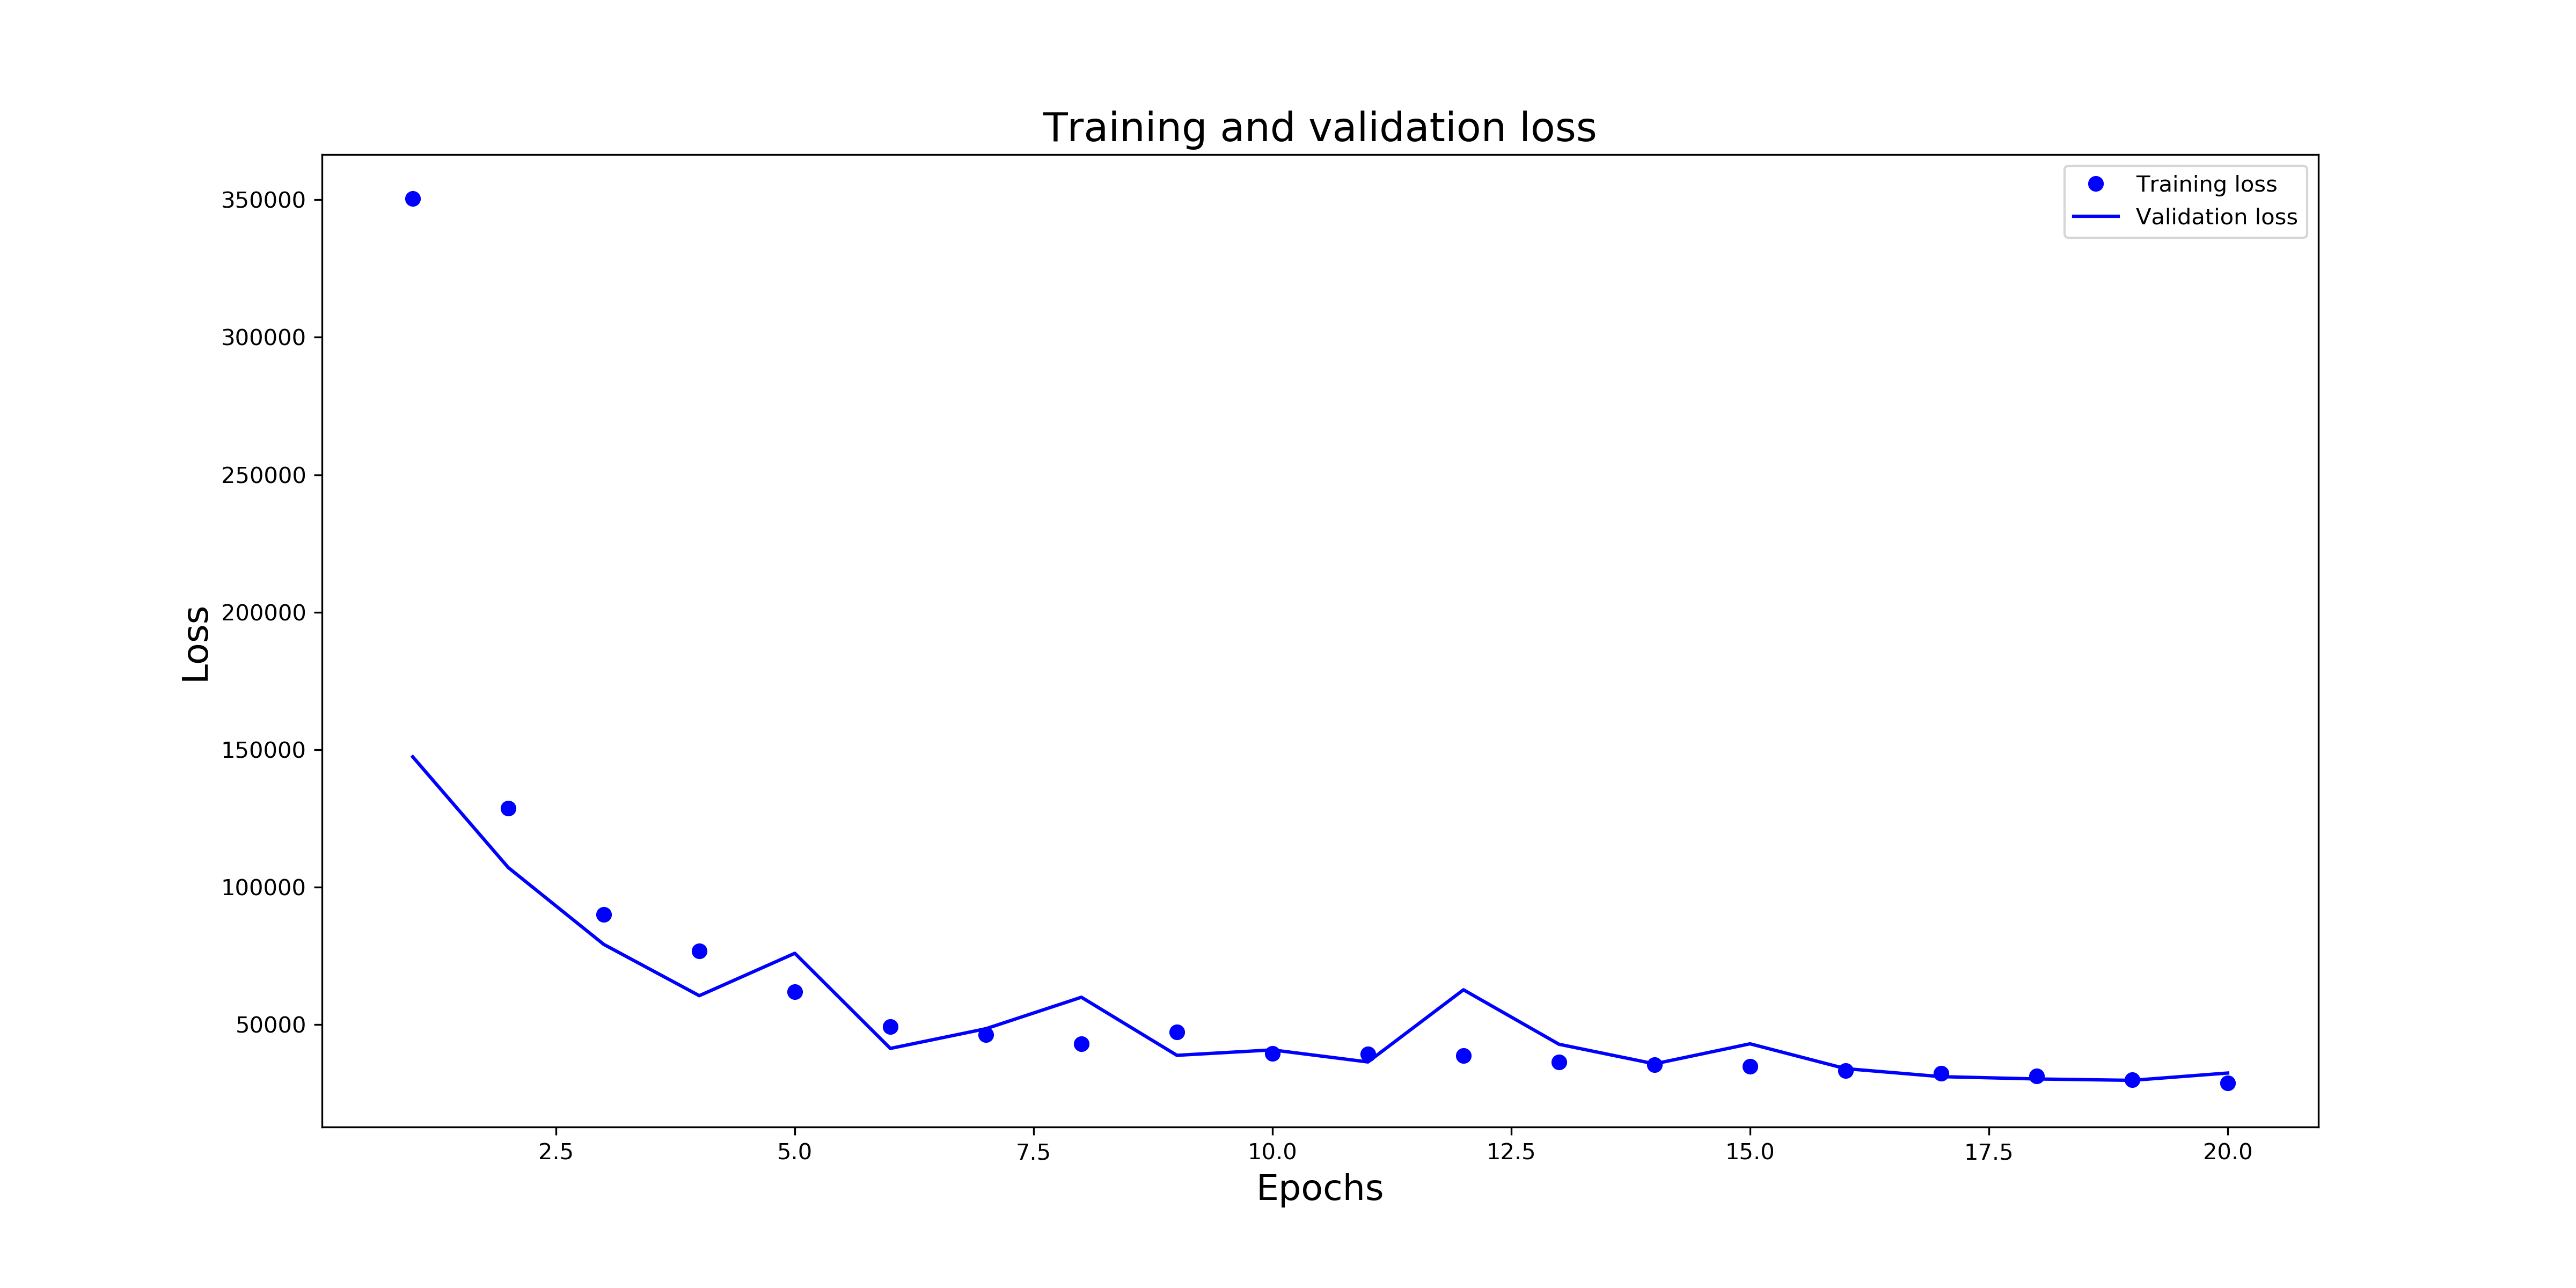 Training and validation loss
Training loss
Validation loss
350000
300000
250000
200000
150000
100000
50000
Loss
2.5 5.0 7.5 10.0 12.5 15.0 17.5 20.0
Epochs